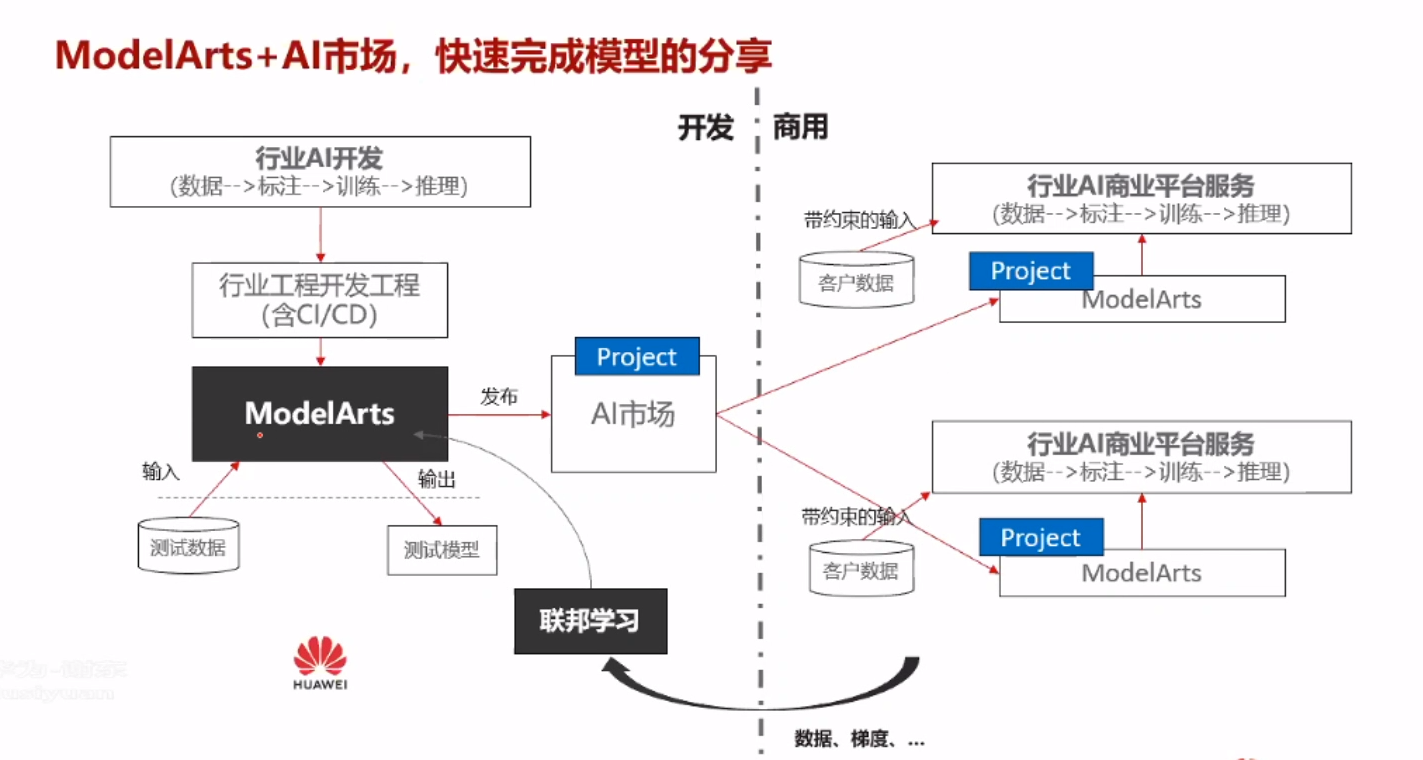 ModelArts+AI市场，快速完成模型的分享
开发
商用
行业AI开发
(数据-->标注-->训练-->推理)
行业工程开发工程
(含CI/CD)
ModelArts
输入
输出
测试数据
测试模型
发布
Project
AI市场
联邦学习
HUAWEI
行业AI商业平台服务
(数据-->标注-->训练-->推理)
带约束的输入
客户数据
Project
ModelArts
行业AI商业平台服务
(数据-->标注-->训练-->推理)
带约束的输入
客户数据
Project
ModelArts
数据、梯度、...